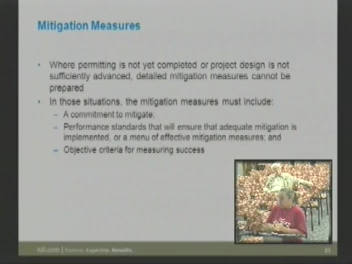 Mitigation Measures
• Where permitting is not yet completed or project design is not
sufficiently advanced, detailed mitigation measures cannot be
prepared
• In those situations, the mitigation measures must include:
– A commitment to mitigate;
– Performance standards that will ensure that adequate mitigation is
implemented, or a menu of effective mitigation measures; and
– Objective criteria for measuring success